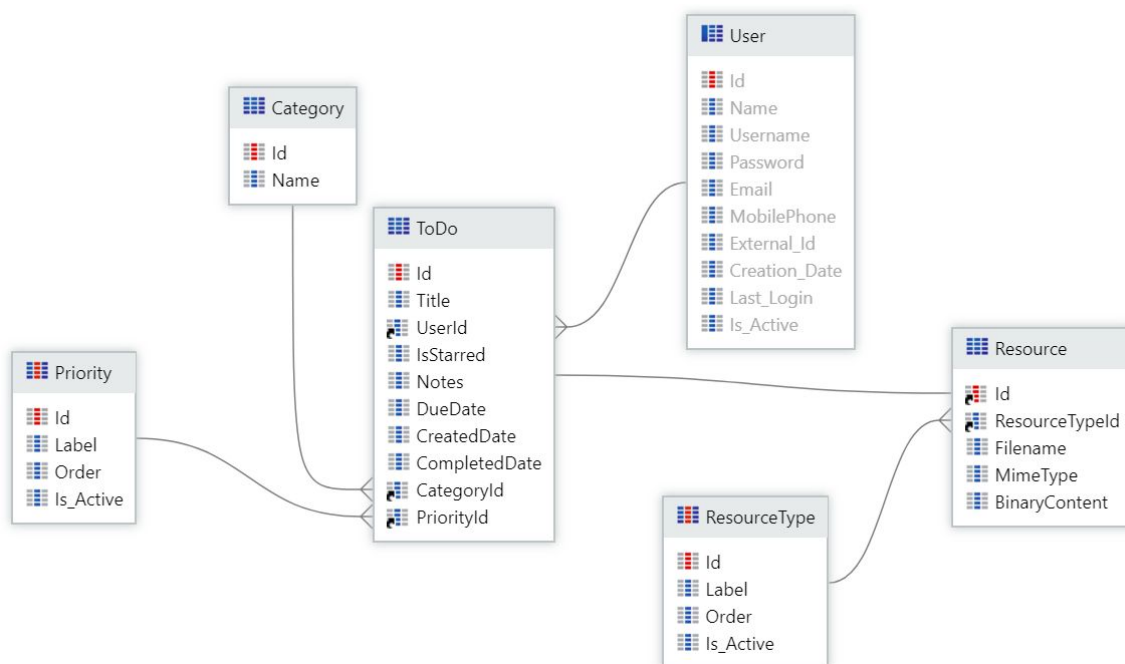 User
Id
Name
Username
Password
Email
MobilePhone
External_Id
Creation_Date
Last_Login
Is_Active
Category
Id
Name
ToDo
Id
Title
UserId
IsStarred
Notes
DueDate
CreatedDate
CompletedDate
CategoryId
PriorityId
Priority
Id
Label
Order
Is_Active
Resource
Id
ResourceTypeId
Filename
MimeType
BinaryContent
ResourceType
Id
Label
Order
Is_Active